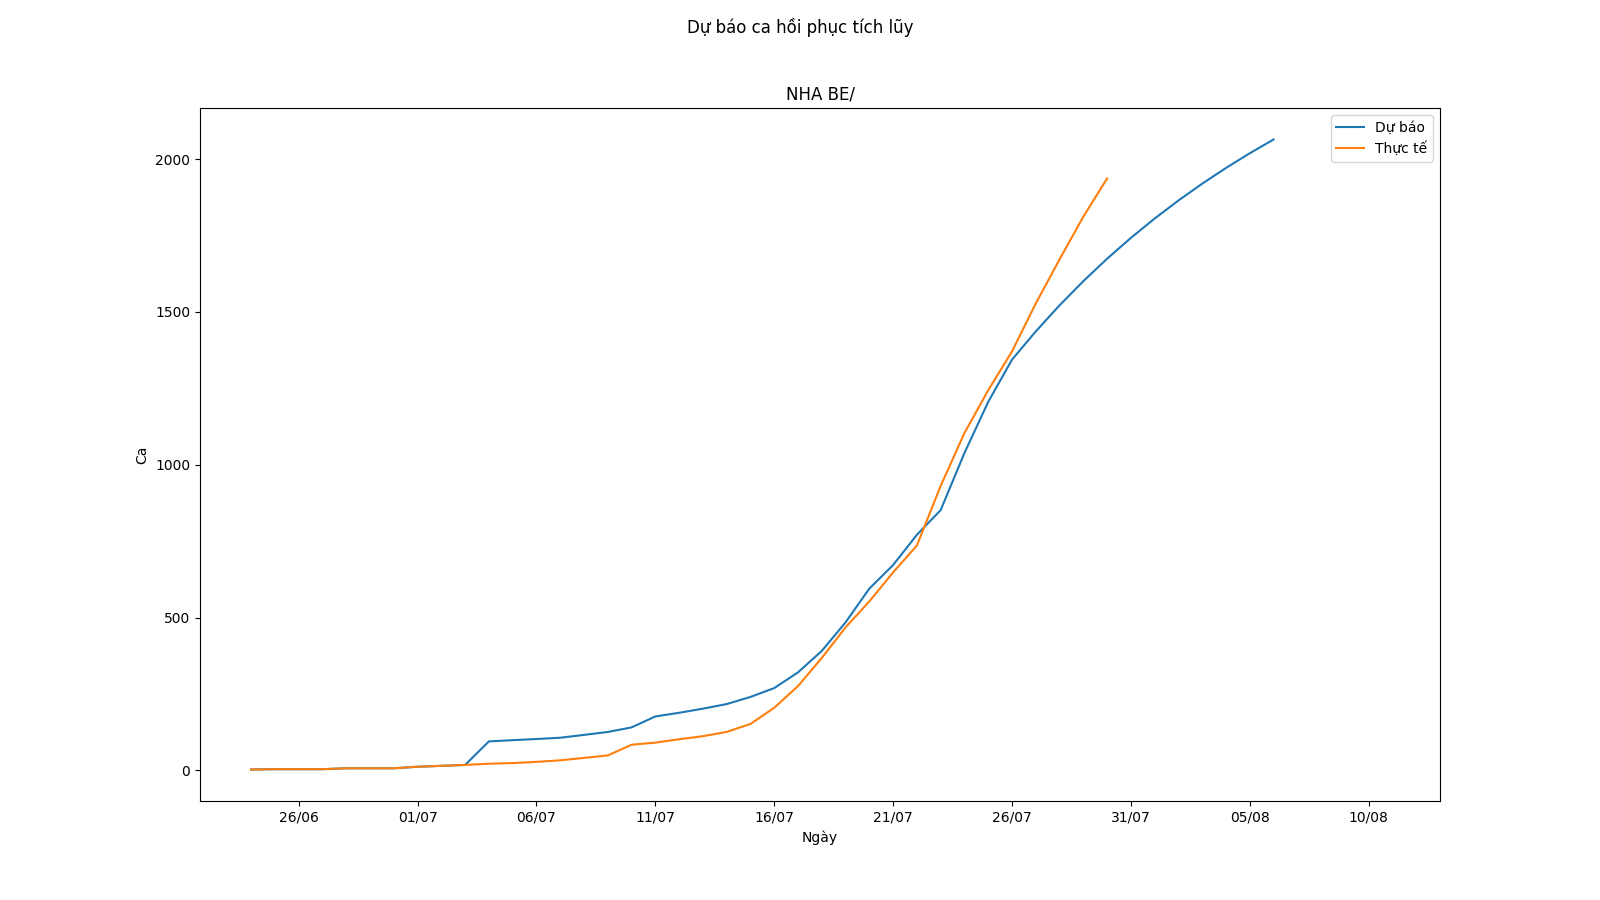 Dự báo ca hồi phục tích lũy
NHA BE/
Dự báo
Thực tế
2000
1500
1000
500
0
Ca
26/06
01/07
06/07
11/07
16/07
21/07
26/07
31/07
05/08
10/08
Ngày